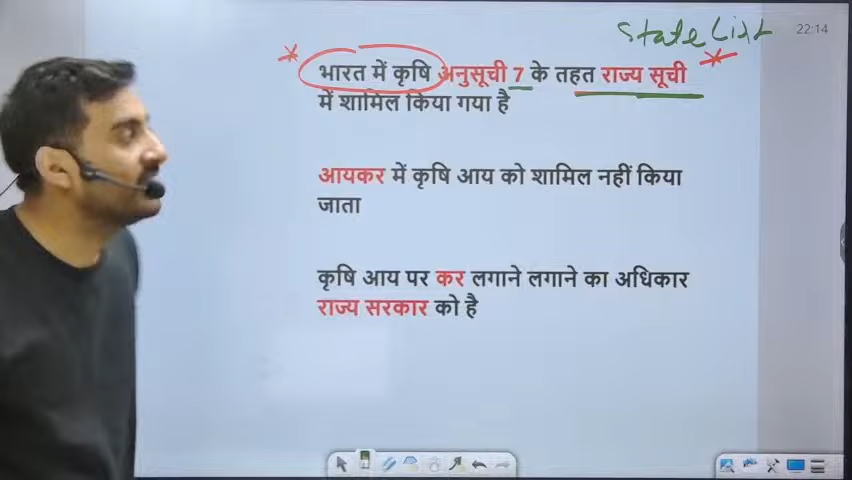 State List
22:14
भारत में कृषि अनुसूची 7 के तहत राज्य सूची
में शामिल किया गया है
आयकर में कृषि आय को शामिल नहीं किया
जाता
कृषि आय पर कर लगाने लगाने का अधिकार
राज्य सरकार को है